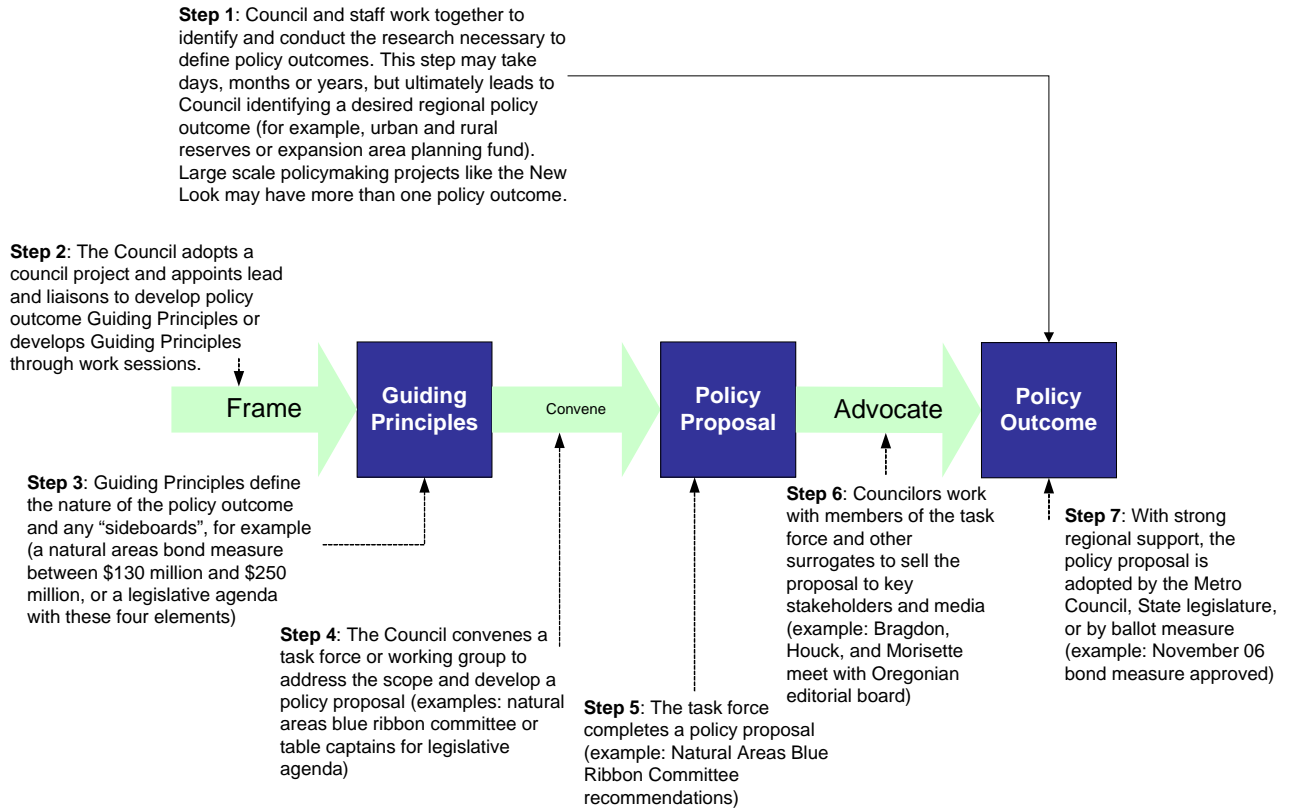 Step 1: Council and staff work together to
identify and conduct the research necessary to
define policy outcomes. This step may take
days, months or years, but ultimately leads to
Council identifying a desired regional policy
outcome (for example, urban and rural
reserves or expansion area planning fund).
Large scale policymaking projects like the New
Look may have more than one policy outcome.
Step 2: The Council adopts a
council project and appoints lead
and liaisons to develop policy
outcome Guiding Principles or
develops Guiding Principles
through work sessions.
Frame
Guiding
Principles
Convene
Policy
Proposal
Advocate
Policy
Outcome
Step 3: Guiding Principles define
the nature of the policy outcome
and any “sideboards”, for example
(a natural areas bond measure
between $130 million and $250
million, or a legislative agenda
with these four elements)
Step 4: The Council convenes a
task force or working group to
address the scope and develop a
policy proposal (examples: natural
areas blue ribbon committee or
table captains for legislative
agenda)
Step 5: The task force
completes a policy proposal
(example: Natural Areas Blue
Ribbon Committee
recommendations)
Step 6: Councilors work
with members of the task
force and other
surrogates to sell the
proposal to key
stakeholders and media
(example: Bragdon,
Houck, and Morisette
meet with Oregonian
editorial board)
Step 7: With strong
regional support, the
policy proposal is
adopted by the Metro
Council, State legislature,
or by ballot measure
(example: November 06
bond measure approved)